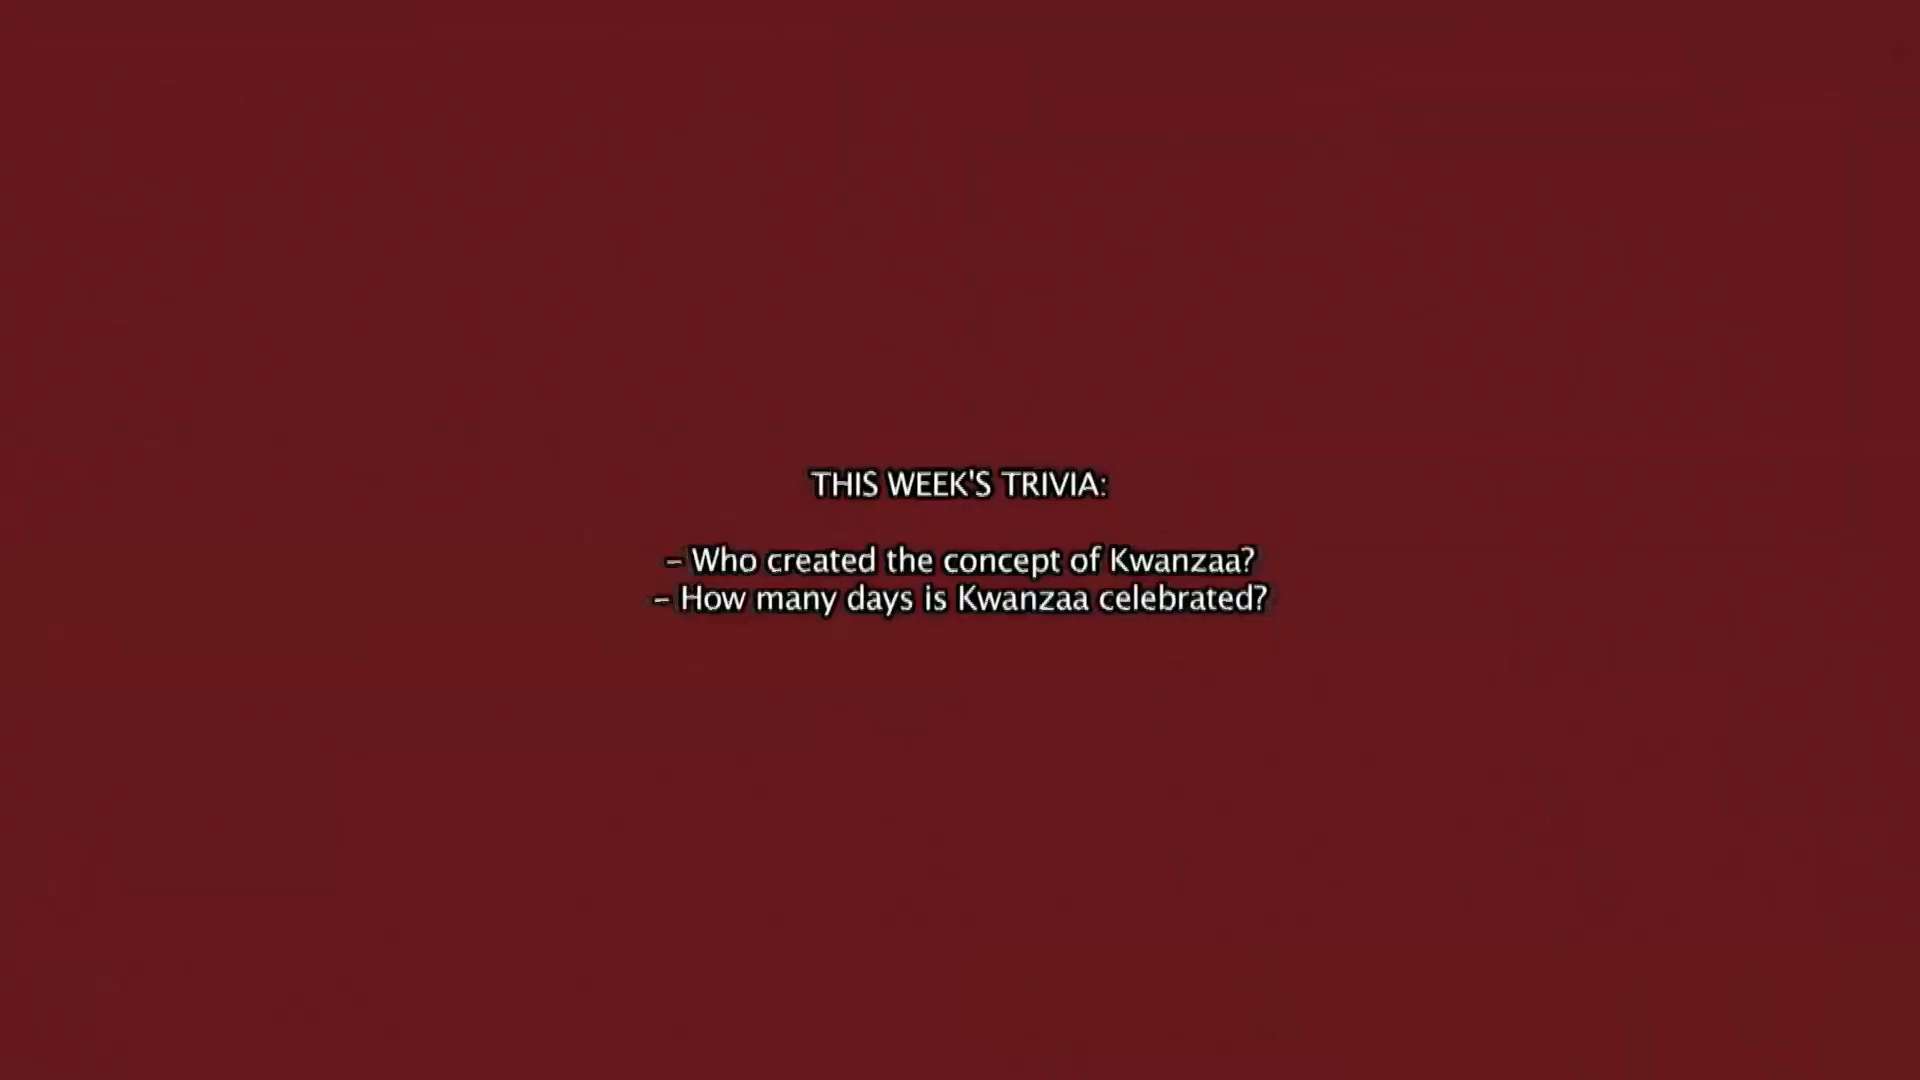 THIS WEEK'S TRIVIA:
– Who created the concept of Kwanzaa?
– How many days is Kwanzaa celebrated?